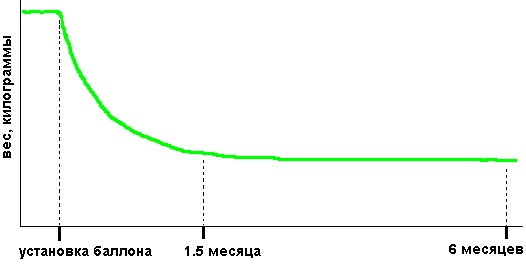 вес, килограммы
установка баллона
1.5 месяца
6 месяцев